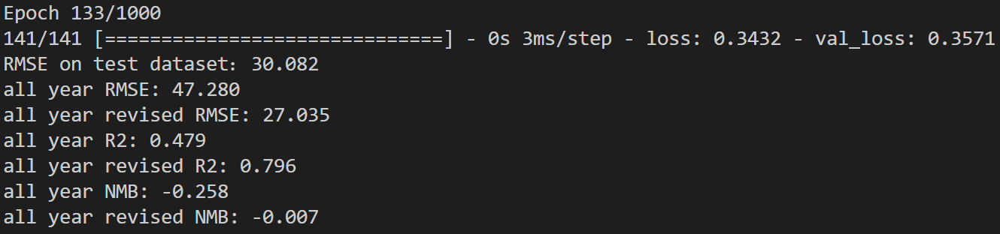 Epoch 133/1000
141/141 [==============================] - 0s 3ms/step - loss: 0.3432 - val_loss: 0.3571
RMSE on test dataset: 30.082
all year RMSE: 47.280
all year revised RMSE: 27.035
all year R2: 0.479
all year revised R2: 0.796
all year NMB: -0.258
all year revised NMB: -0.007